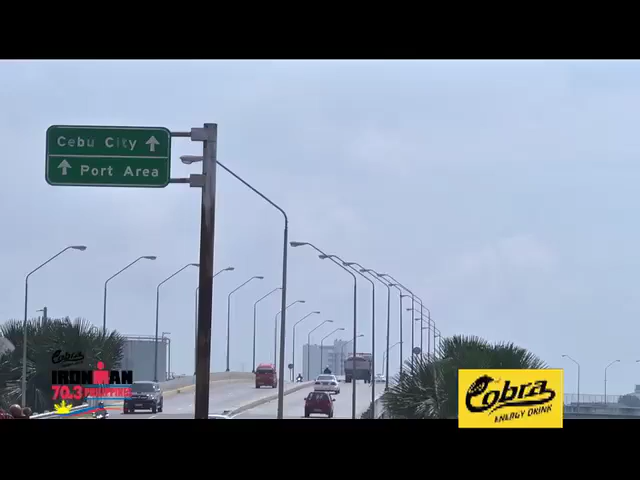 Cebu City
Port Area
Cobra
IRONMAN
70.3 PHILIPPINES
Cobra
ENERGY DRINK